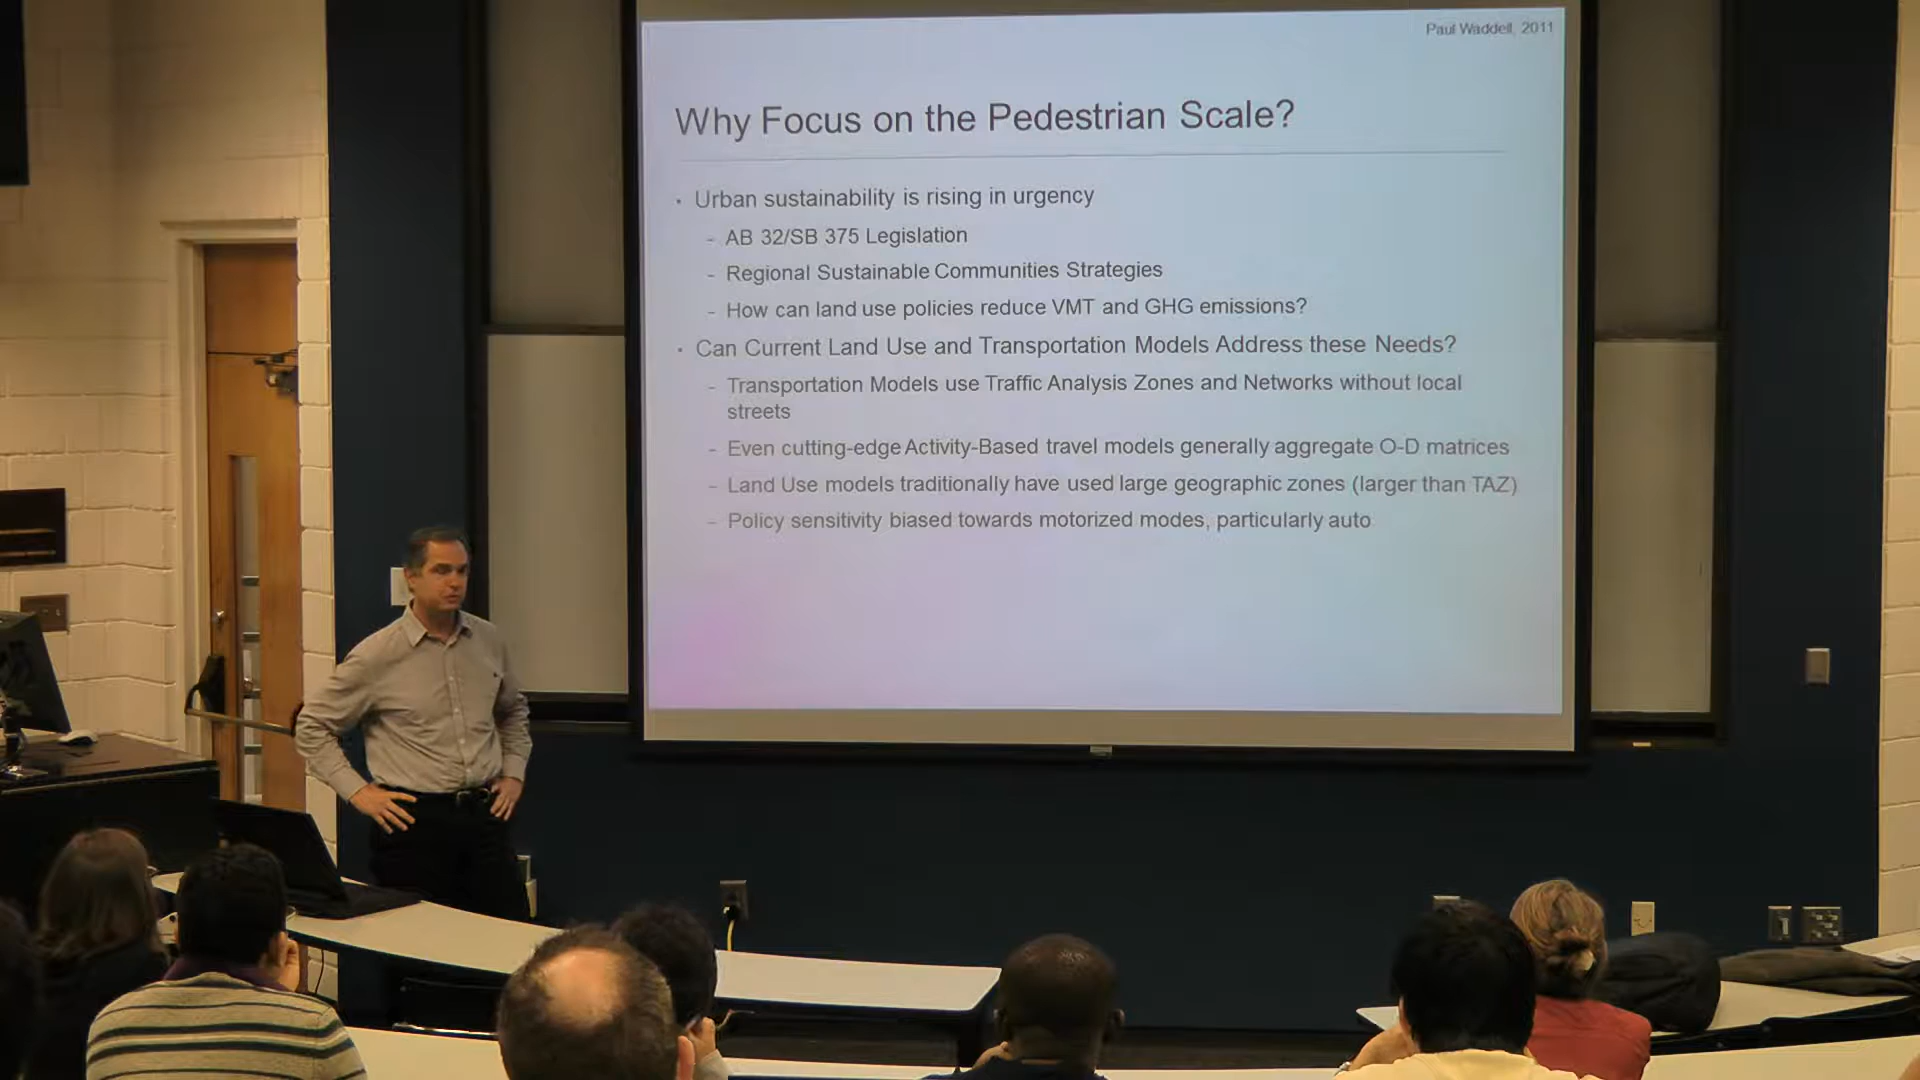 Paul Waddell, 2011
Why Focus on the Pedestrian Scale?
• Urban sustainability is rising in urgency
- AB 32/SB 375 Legislation
- Regional Sustainable Communities Strategies
- How can land use policies reduce VMT and GHG emissions?
• Can Current Land Use and Transportation Models Address these Needs?
- Transportation Models use Traffic Analysis Zones and Networks without local
streets
- Even cutting-edge Activity-Based travel models generally aggregate O-D matrices
- Land Use models traditionally have used large geographic zones (larger than TAZ)
- Policy sensitivity biased towards motorized modes, particularly auto